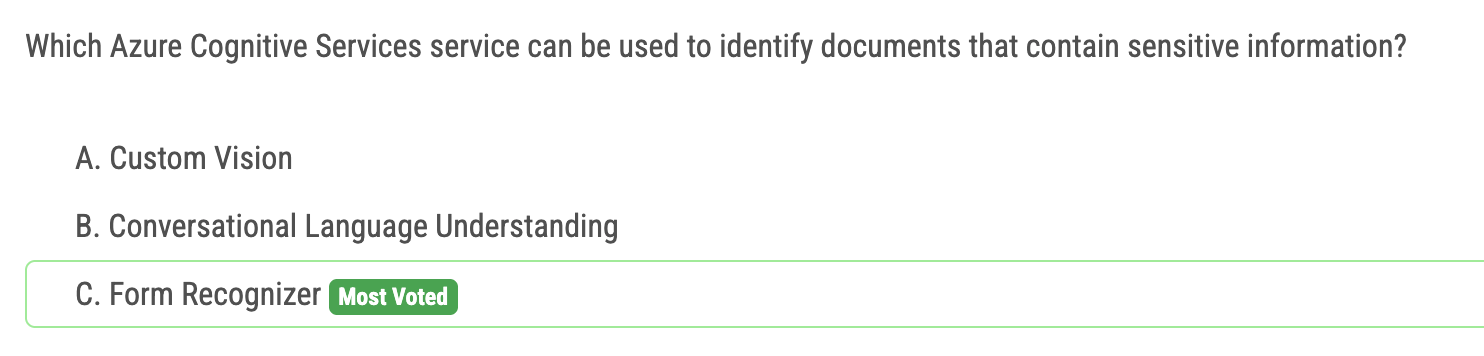 Which Azure Cognitive Services service can be used to identify documents that contain sensitive information?
A. Custom Vision
B. Conversational Language Understanding
C. Form Recognizer Most Voted